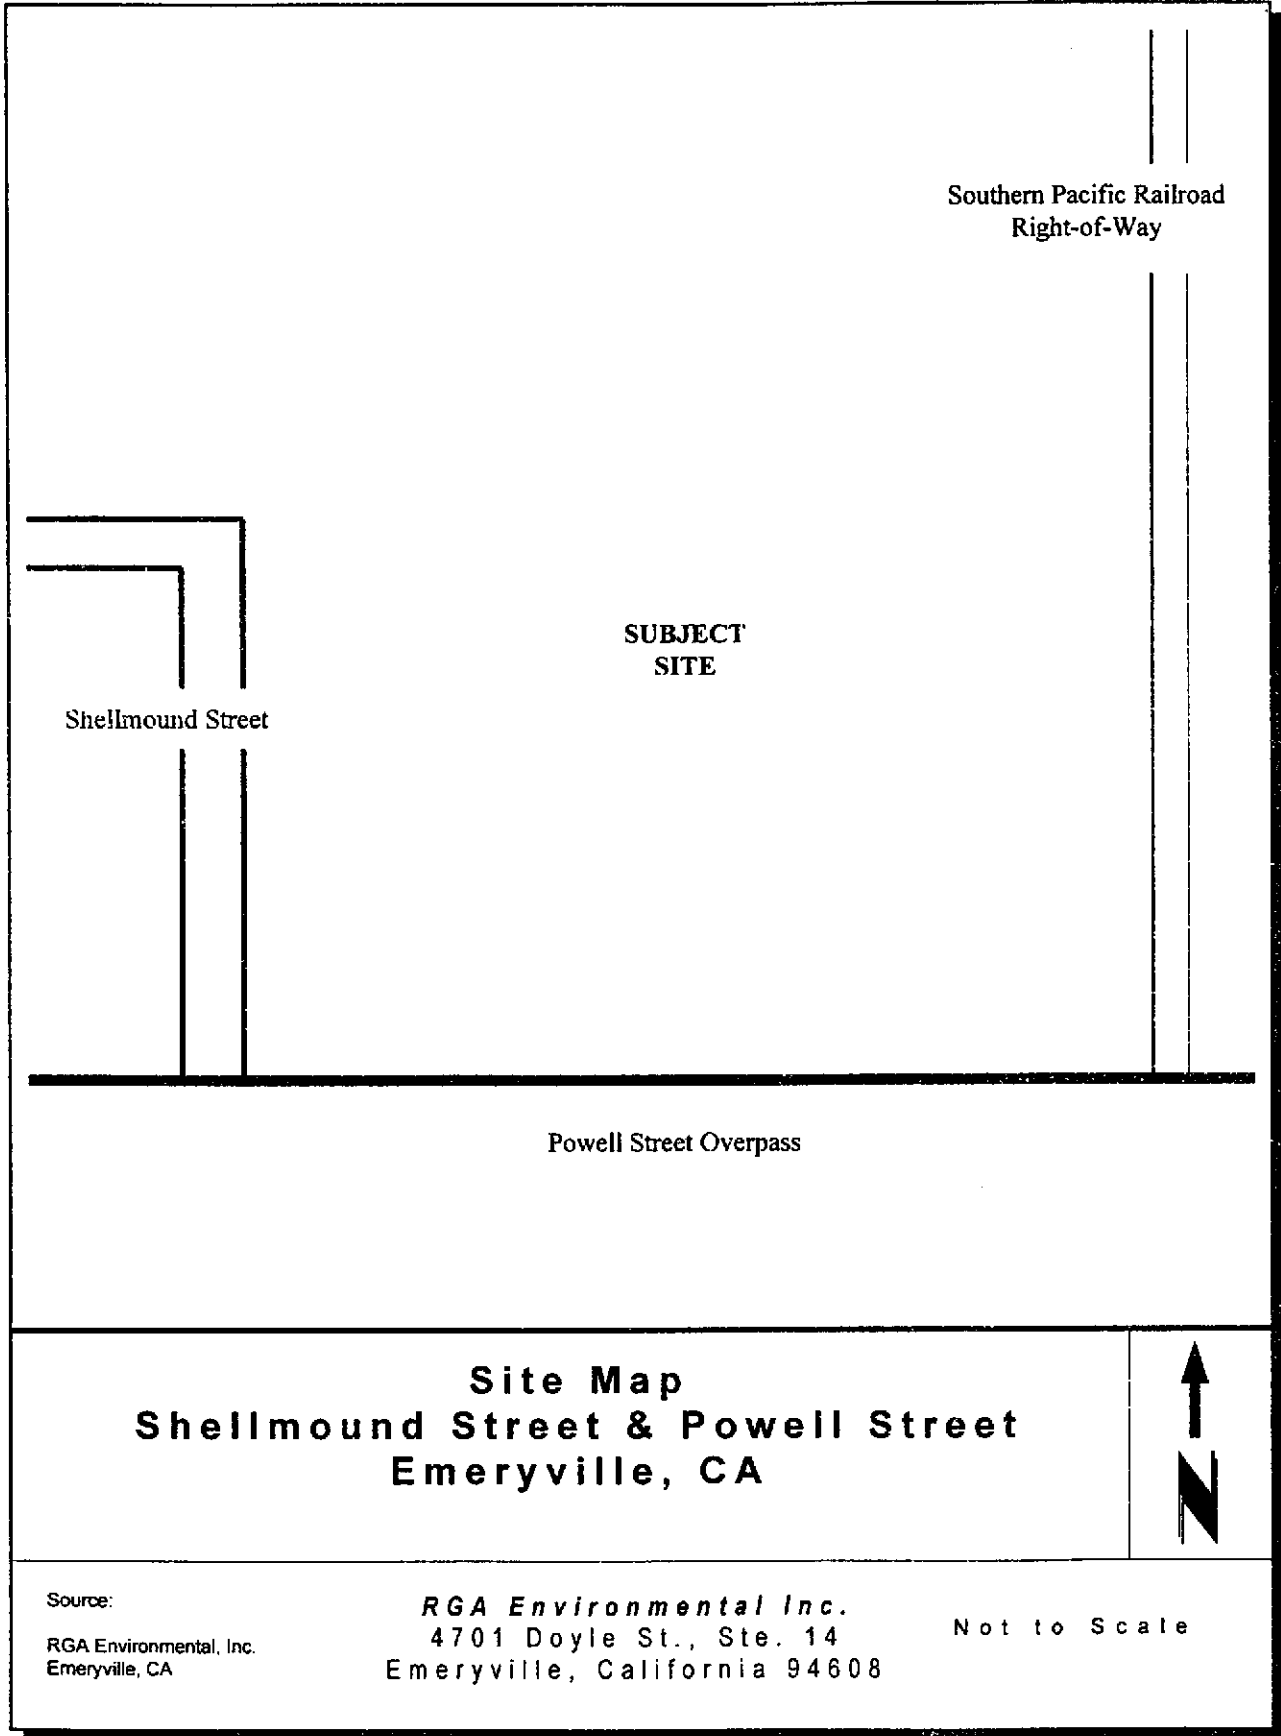 Southern Pacific Railroad
Right-of-Way
SUBJECT
SITE
Shellmound Street
Powell Street Overpass
Site Map
Shellmound Street & Powell Street
Emeryville, CA
N
Source:
RGA Environmental, Inc.
Emeryville, CA
RGA Environmental Inc.
4701 Doyle St., Ste. 14
Emeryville, California 94608
Not to Scale